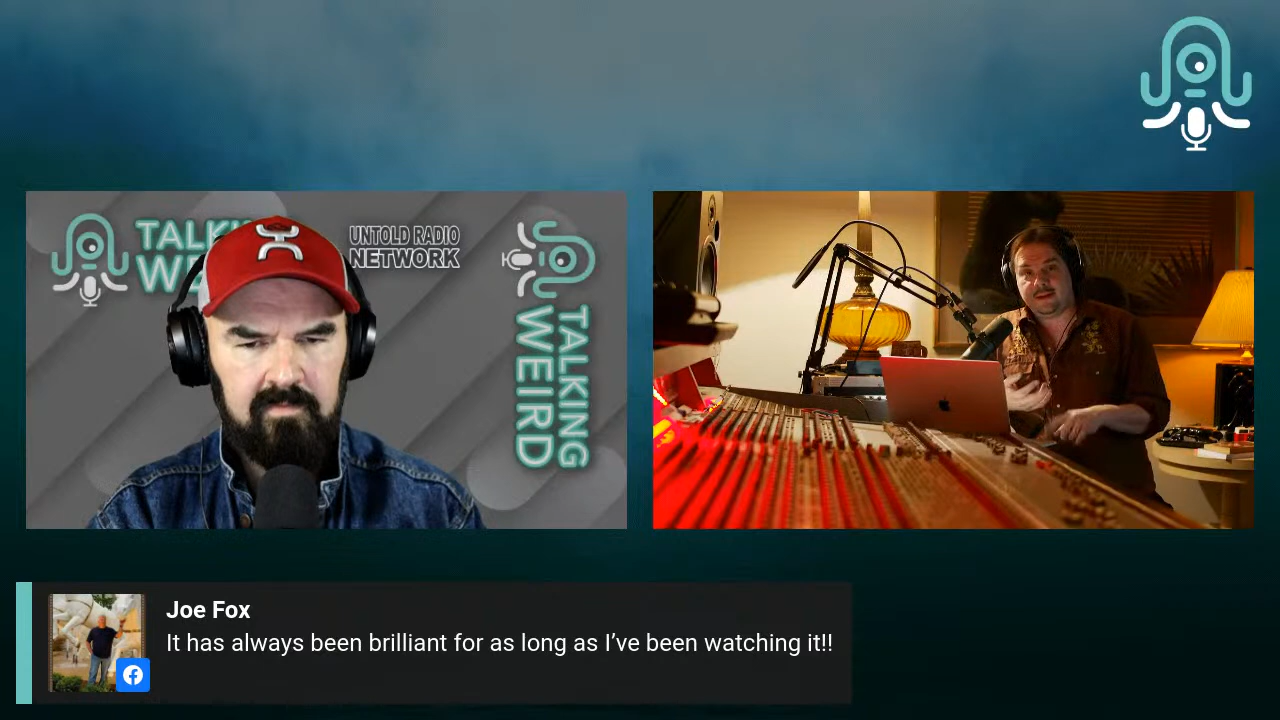 TALKI
WE
UNTOLD RADIO
NETWORK
TALKING
WEIRD
Joe Fox
It has always been brilliant for as long as I’ve been watching it!!